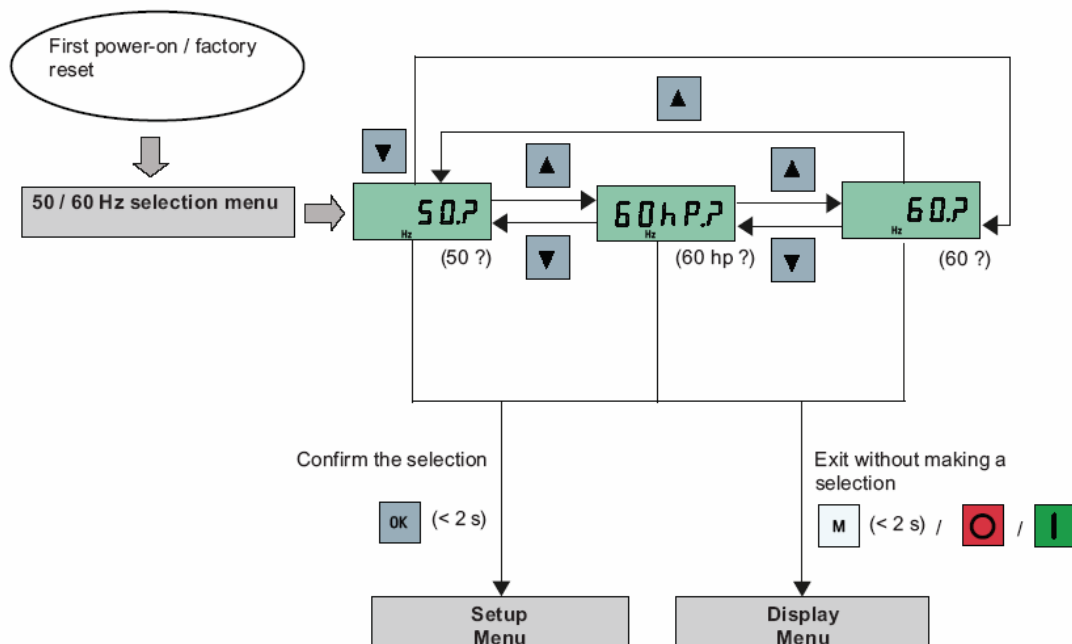 First power-on / factory
reset
▲
▼
▲
▲
50 / 60 Hz selection menu
50.?
Hz
60hP.?
Hz
60.?
Hz
(50 ?)
▼
(60 hp ?)
▼
(60 ?)
Confirm the selection
OK (< 2 s)
Exit without making a
selection
M (< 2 s) / O / I
Setup
Menu
Display
Menu